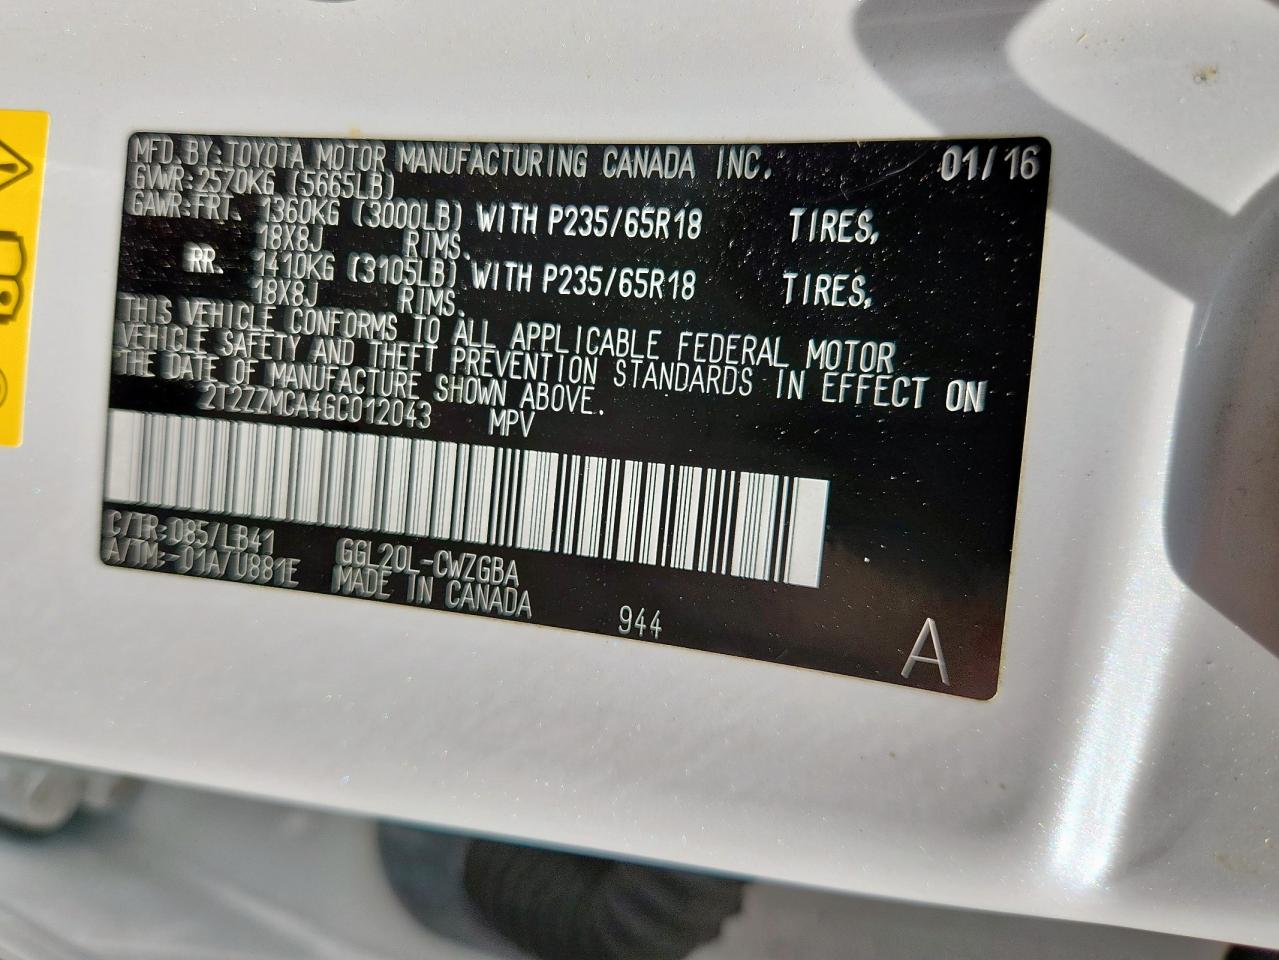 MFD. BY: TOYOTA MOTOR MANUFACTURING CANADA INC. 01/16
GVWR: 2570KG (5665LB)
GAWR: FRT. 1360KG (3000LB) WITH P235/65R18 TIRES,
18X8J RIMS.
RR. 1410KG (3105LB) WITH P235/65R18 TIRES,
18X8J RIMS.
THIS VEHICLE CONFORMS TO ALL APPLICABLE FEDERAL MOTOR
VEHICLE SAFETY AND THEFT PREVENTION STANDARDS IN EFFECT ON
THE DATE OF MANUFACTURE SHOWN ABOVE.
2T2ZZMCA4GC012043 MPV
C/TR: 085/LB41 GGL20L-CWZGBA
A/TM:-01A/U881E MADE IN CANADA 944
A